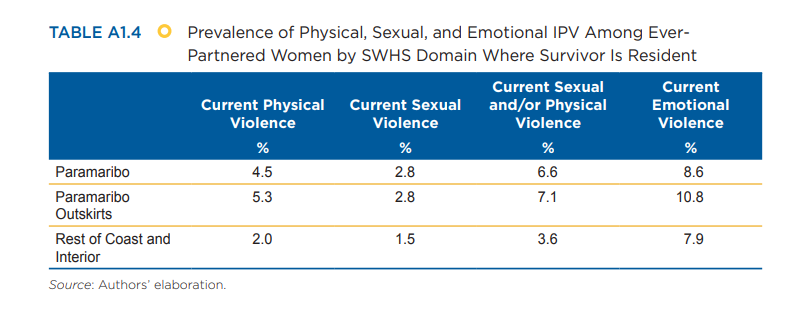 TABLE A1.4 Prevalence of Physical, Sexual, and Emotional IPV Among Ever-
Partnered Women by SWHS Domain Where Survivor Is Resident
Current Physical Violence Current Sexual Violence Current Sexual and/or Physical Violence Current Emotional Violence
% % % %
Paramaribo 4.5 2.8 6.6 8.6
Paramaribo Outskirts 5.3 2.8 7.1 10.8
Rest of Coast and Interior 2.0 1.5 3.6 7.9
Source: Authors’ elaboration.